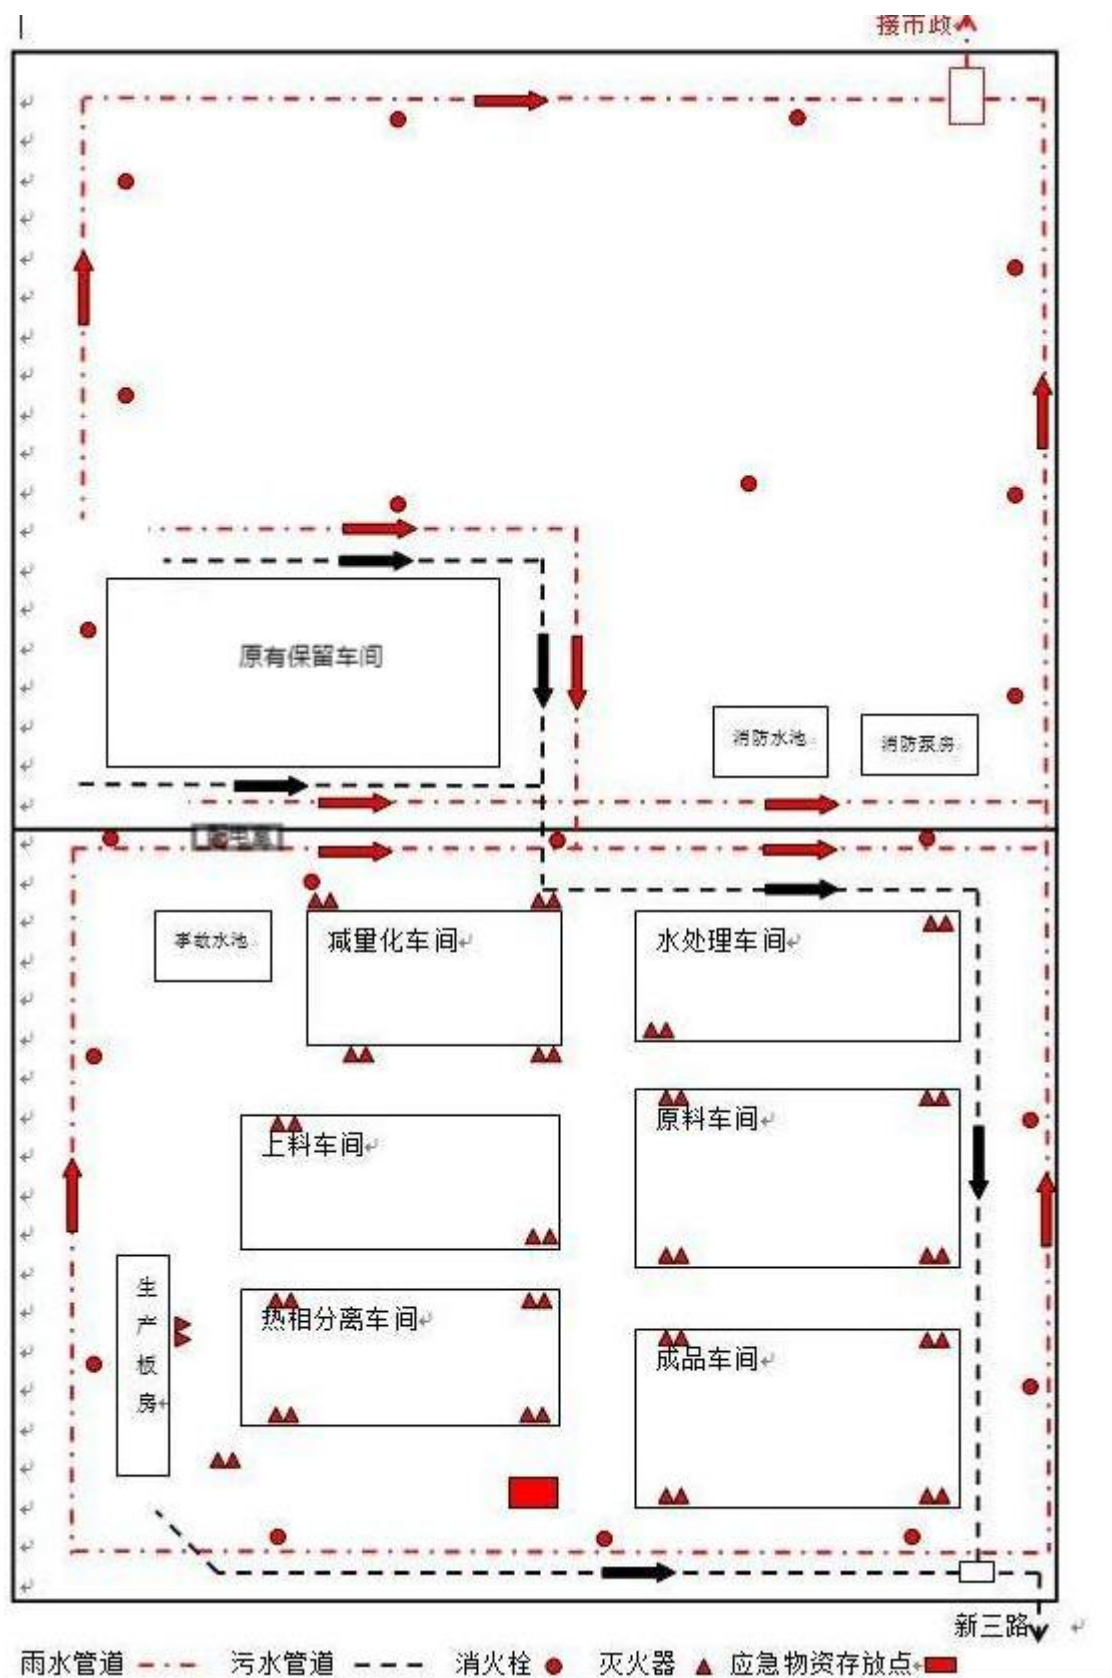 接市政
原有保留车间
消防水池
消防泵房
配电室
事故水池
减量化车间
水处理车间
上料车间
原料车间
生
产
板
房
热相分离车间
成品车间
新三路
雨水管道 污水管道 消火栓 灭火器 应急物资存放点